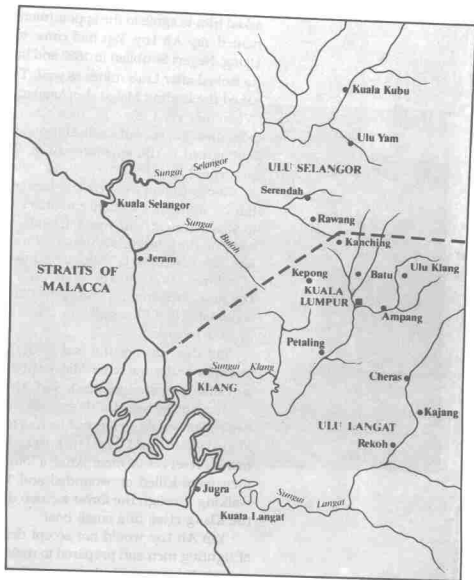 Kuala Kubu
Ulu Yam
Sungai Selangor
ULU SELANGOR
Serendah
Kuala Selangor
Rawang
Sungai
Buloh
Kanching
Jeram
STRAITS OF
MALACCA
Kepong
Batu
Ulu Klang
KUALA
LUMPUR
Ampang
Petaling
Sungai Klang
KLANG
Cheras
ULU LANGAT
Kajang
Rekoh
Jugra
Sungai Langat
Kuala Langat